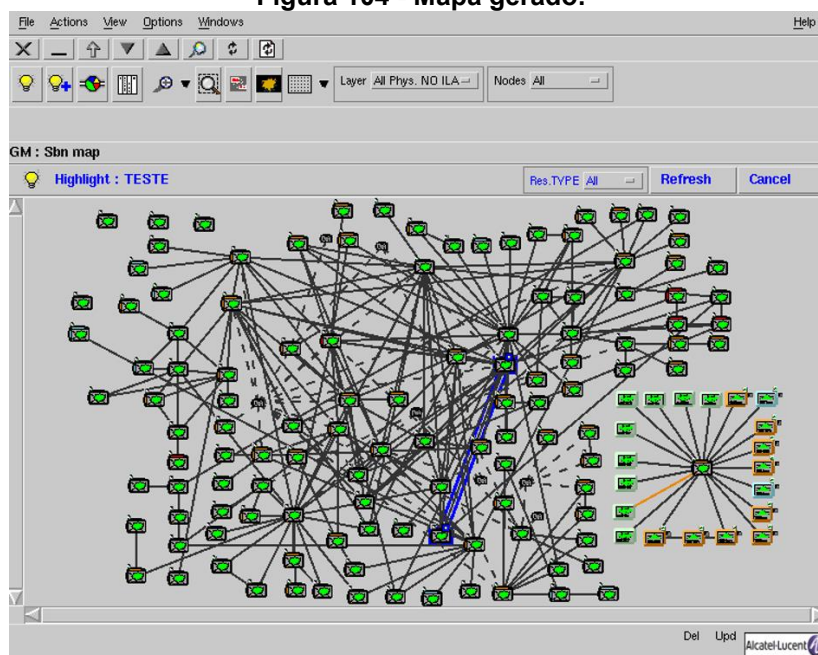 Figura 104 - Mapa gerado.
File Actions View Options Windows Help
Layer All Phys. NO ILA Nodes All
GM : Sbn map
Highlight : TESTE Res.TYPE All Refresh Cancel
Del Upd
Alcatel-Lucent